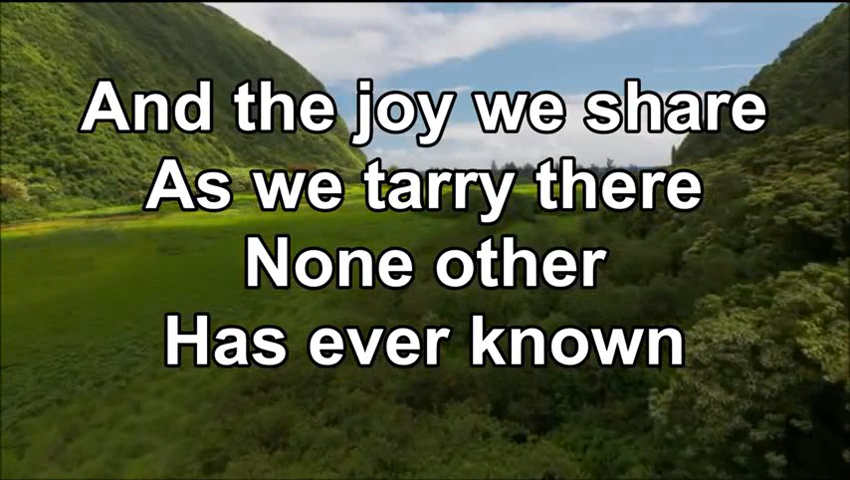 And the joy we share
As we tarry there
None other
Has ever known